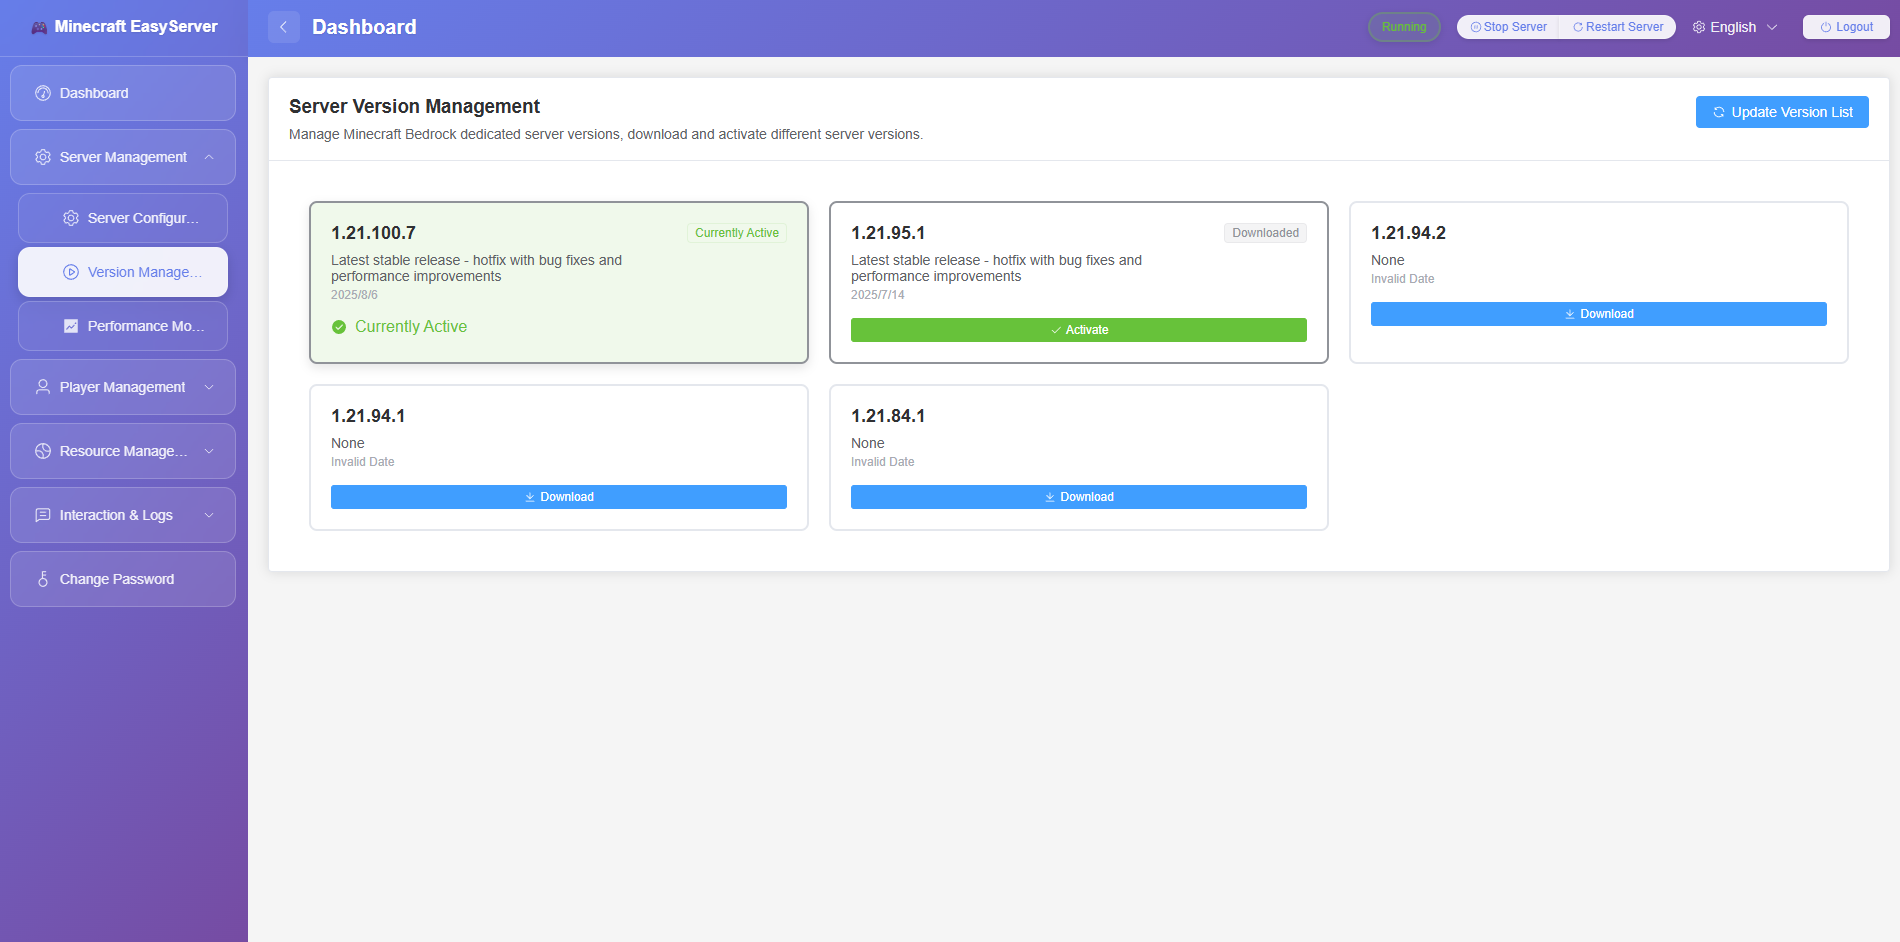 Minecraft EasyServer
Dashboard
Server Management
Server Configur...
Version Manage...
Performance Mo...
Player Management
Resource Manage...
Interaction & Logs
Change Password
Dashboard
Running
Stop Server
Restart Server
English
Logout
Server Version Management
Manage Minecraft Bedrock dedicated server versions, download and activate different server versions.
Update Version List
1.21.100.7
Currently Active
Latest stable release - hotfix with bug fixes and
performance improvements
2025/8/6
Currently Active
1.21.95.1
Downloaded
Latest stable release - hotfix with bug fixes and
performance improvements
2025/7/14
Activate
1.21.94.2
None
Invalid Date
Download
1.21.94.1
None
Invalid Date
Download
1.21.84.1
None
Invalid Date
Download